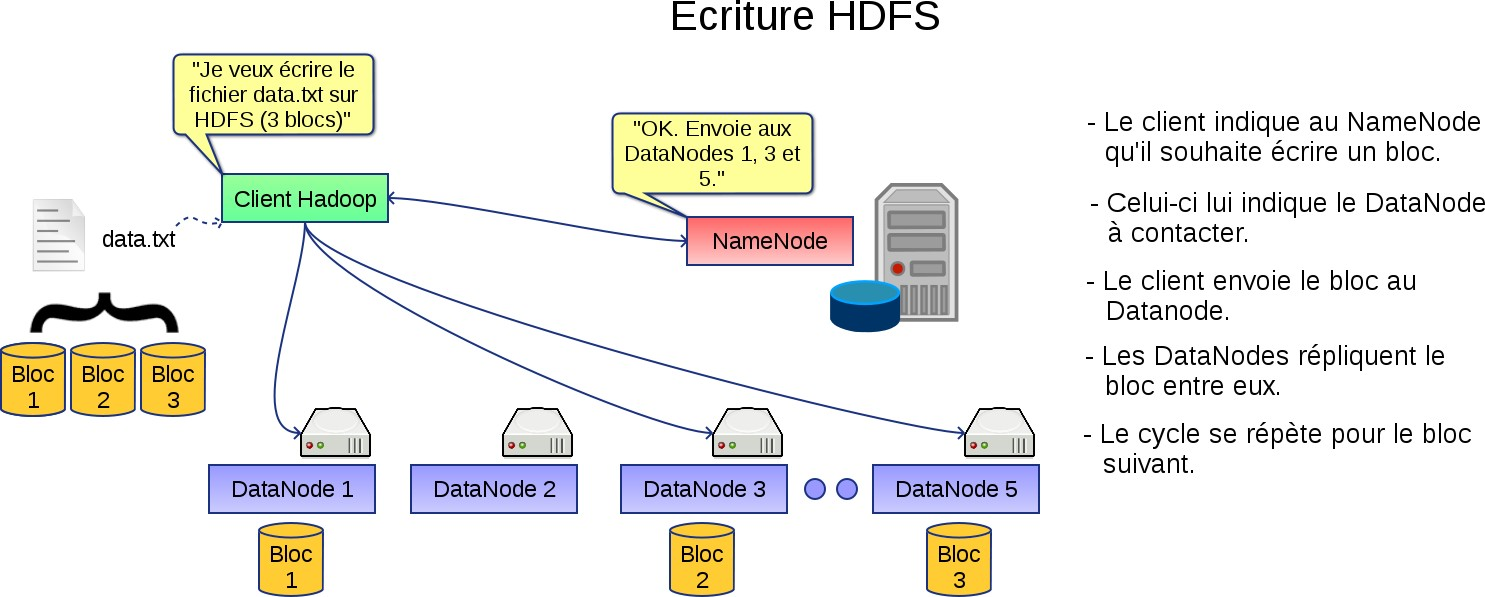 Ecriture HDFS
"Je veux écrire le
fichier data.txt sur
HDFS (3 blocs)"
"OK. Envoie aux
DataNodes 1, 3 et
5."
Client Hadoop
data.txt
NameNode
Bloc
1
Bloc
2
Bloc
3
DataNode 1
DataNode 2
DataNode 3
DataNode 5
Bloc
1
Bloc
2
Bloc
3
- Le client indique au NameNode
qu'il souhaite écrire un bloc.
- Celui-ci lui indique le DataNode
à contacter.
- Le client envoie le bloc au
Datanode.
- Les DataNodes répliquent le
bloc entre eux.
- Le cycle se répète pour le bloc
suivant.